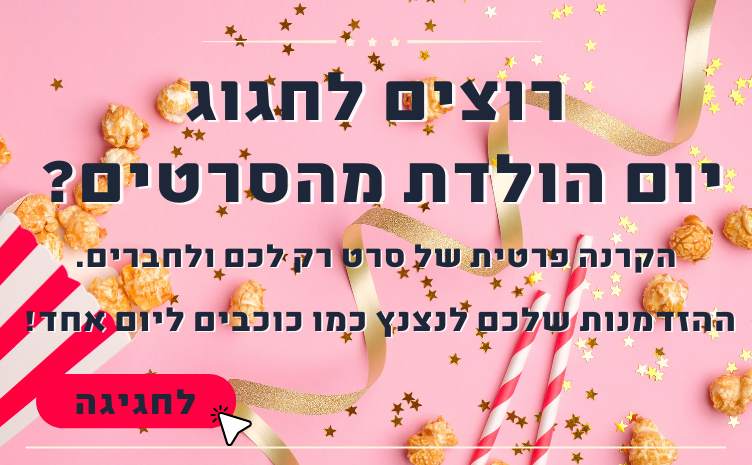 רוצים לחגוג
יום הולדת מהסרטים?
הקרנה פרטית של סרט רק לכם ולחברים.
ההזדמנות שלכם לנצנץ כמו כוכבים ליום אחד!
לחגיגה